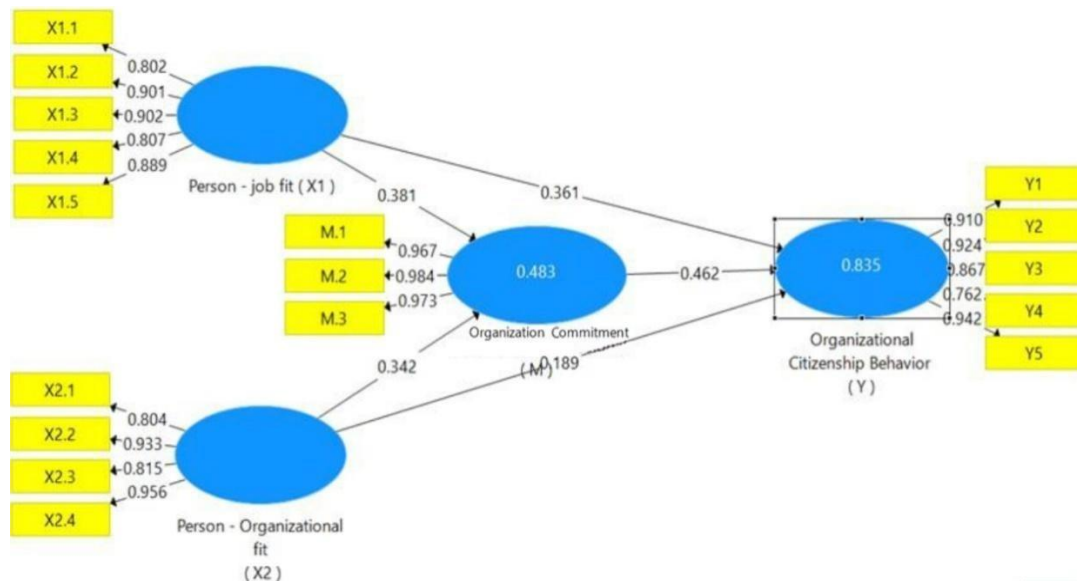 X1.1
0.802
X1.2
0.901
X1.3
0.902
X1.4
0.807
X1.5
0.889
Person - job fit ( X1 )
0.381
0.361
M.1
0.967
M.2
0.984
M.3
0.973
0.483
Organization Commitment
( M )
0.462
0.342
0.189
X2.1
0.804
X2.2
0.933
X2.3
0.815
X2.4
0.956
Person - Organizational
fit
( X2 )
0.835
Organizational
Citizenship Behavior
( Y )
Y1
0.910
Y2
0.924
Y3
0.867
Y4
0.762
Y5
0.942